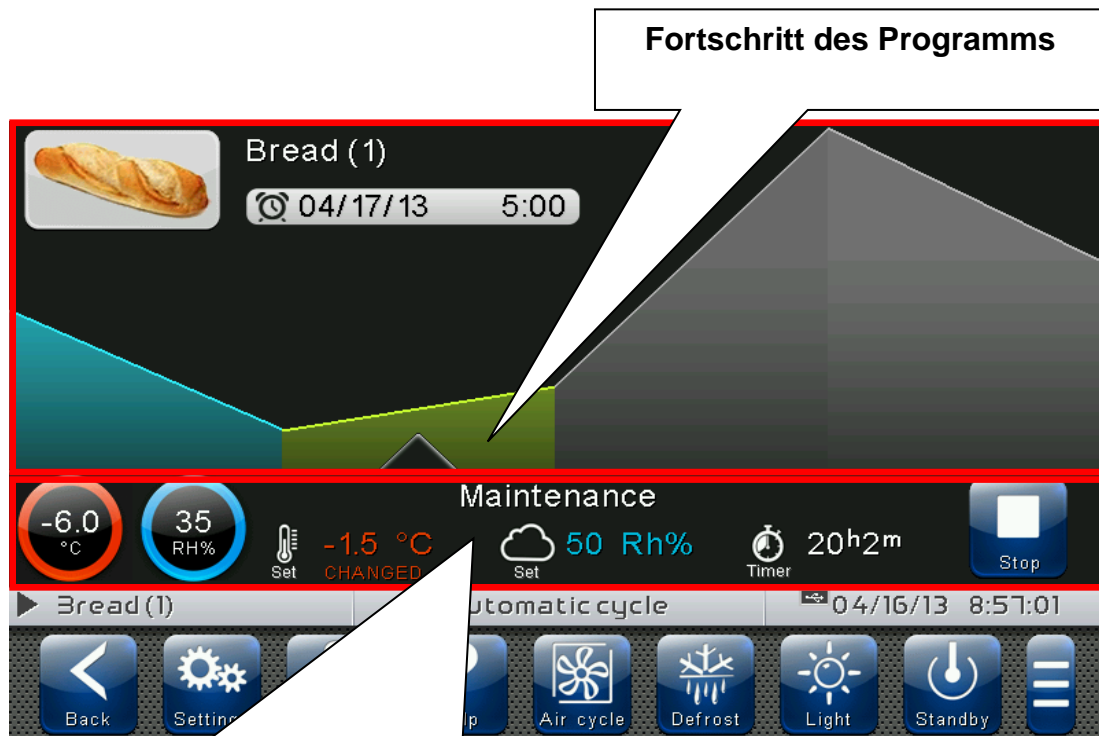 Fortschritt des Programms
Bread (1)
04/17/13 5:00
Maintenance
-6.0 °C
35 RH%
Set
-1.5 °C
CHANGED
Set
50 Rh%
Timer
20h2m
Stop
Bread (1)
utomatic cycle
04/16/13 8:57:01
Back
Setting
lp
Air cycle
Defrost
Light
Standby